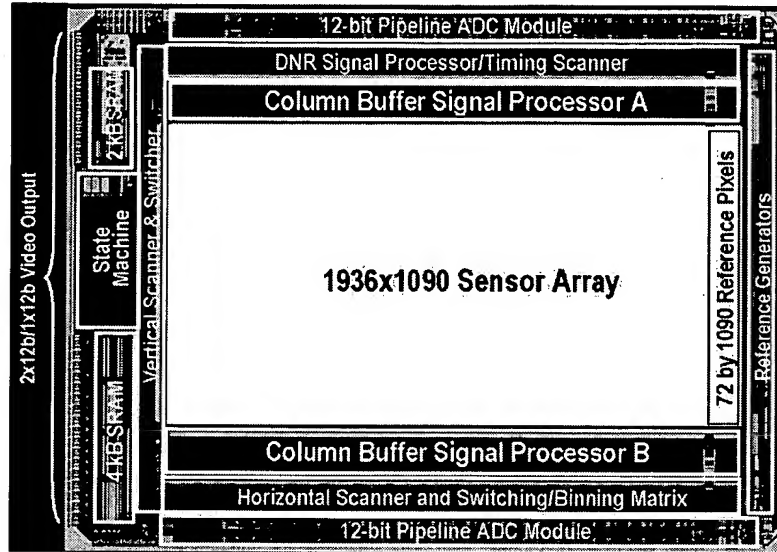 12-bit Pipeline ADC Module
DNR Signal Processor/Timing Scanner
Column Buffer Signal Processor A
2x12b/1x12b Video Output
2 kB SRAM
State
Machine
4 kB SRAM
Vertical Scanner & Switcher
1936x1090 Sensor Array
72 by 1090 Reference Pixels
Reference Generators
Column Buffer Signal Processor B
Horizontal Scanner and Switching/Binning Matrix
12-bit Pipeline ADC Module